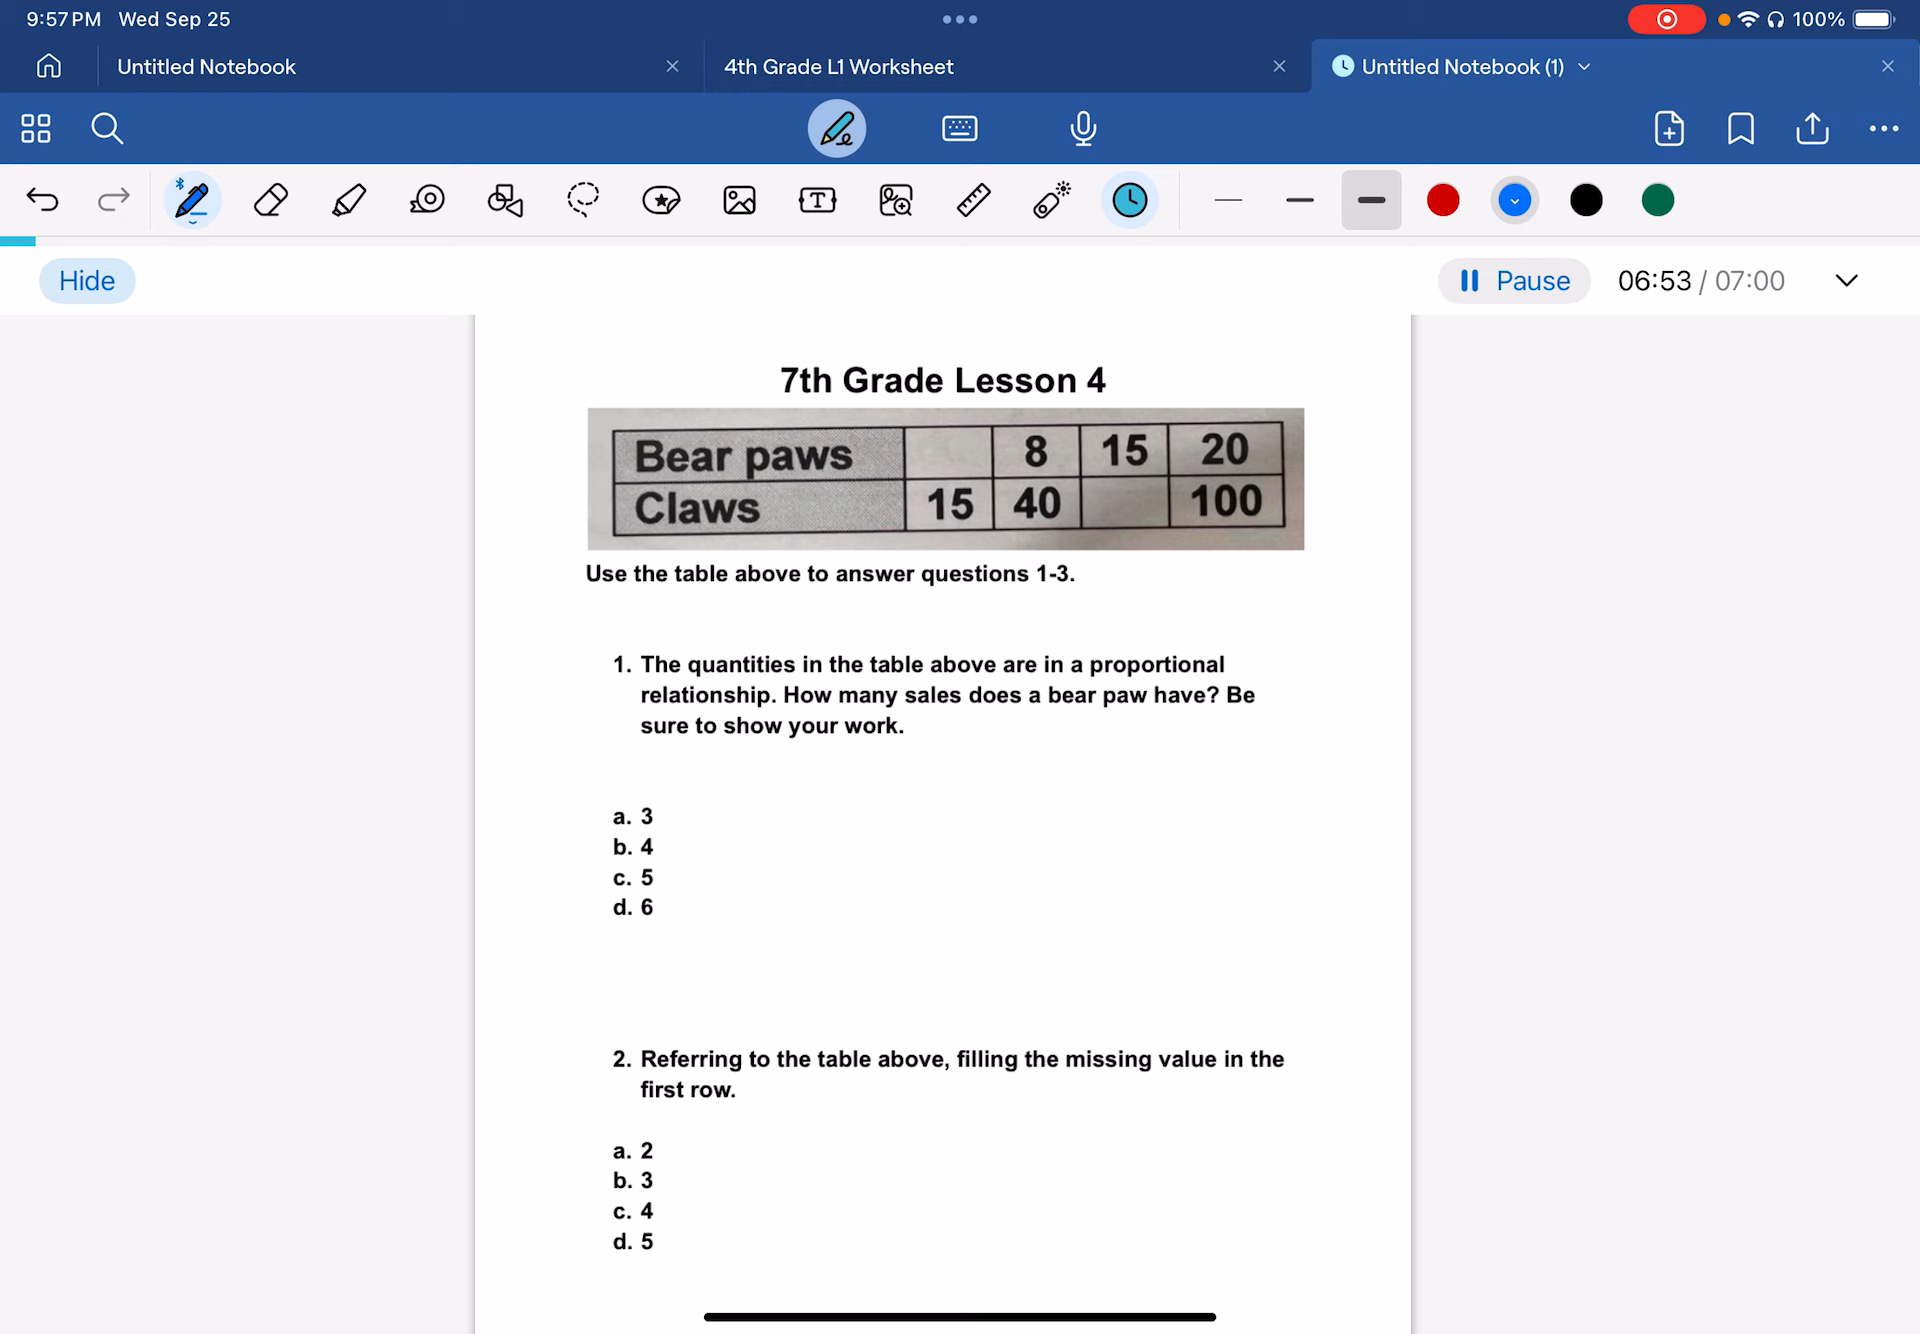 9:57 PM Wed Sep 25
100%
Untitled Notebook
4th Grade L1 Worksheet
Untitled Notebook (1)
Hide
Pause
06:53 / 07:00
7th Grade Lesson 4
Bear paws 8 15 20
Claws 15 40 100
Use the table above to answer questions 1-3.
1. The quantities in the table above are in a proportional
relationship. How many sales does a bear paw have? Be
sure to show your work.
a. 3
b. 4
c. 5
d. 6
2. Referring to the table above, filling the missing value in the
first row.
a. 2
b. 3
c. 4
d. 5